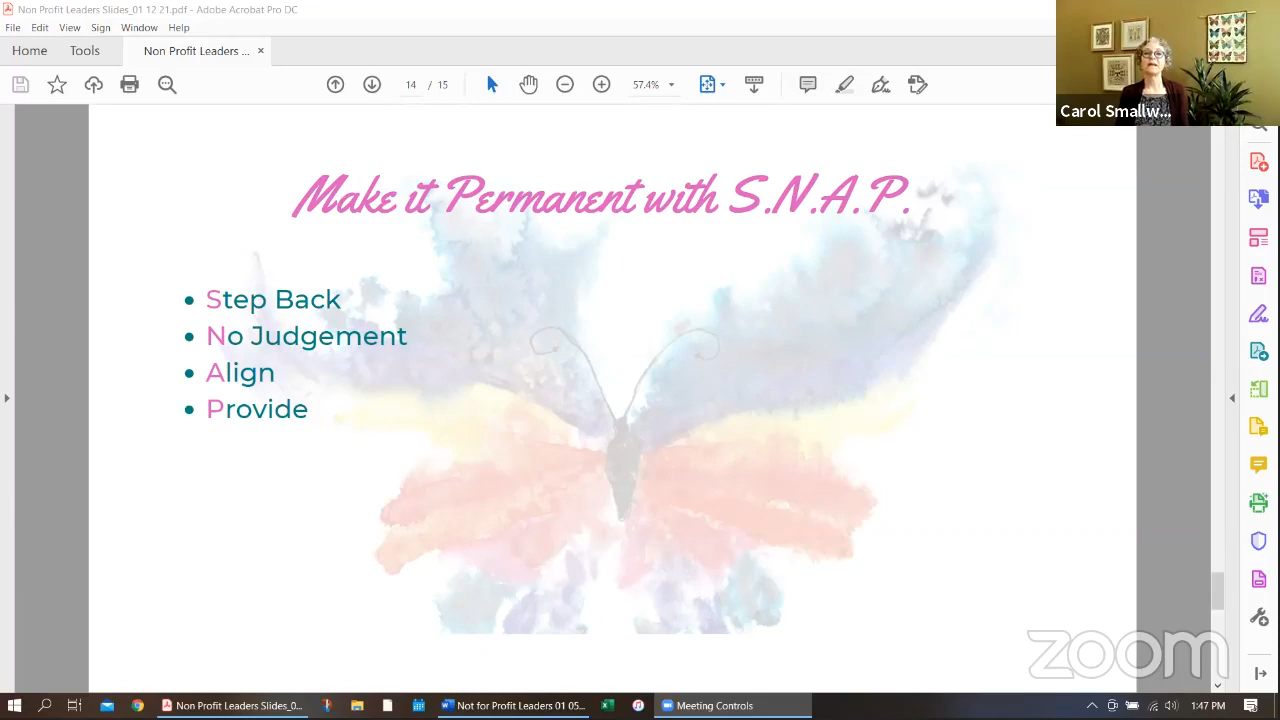 Non Profit Leaders Slides_01 12 21.pdf - Adobe Acrobat Pro DC
File Edit View Sign Window Help
Home Tools Non Profit Leaders ... ×
14 / 15 57.4%
Carol Smallw...
Make it Permanent with S.N.A.P.
• Step Back
• No Judgement
• Align
• Provide
zoom
Non Profit Leaders Slides_0... Not for Profit Leaders 01 05... Meeting Controls 1:47 PM